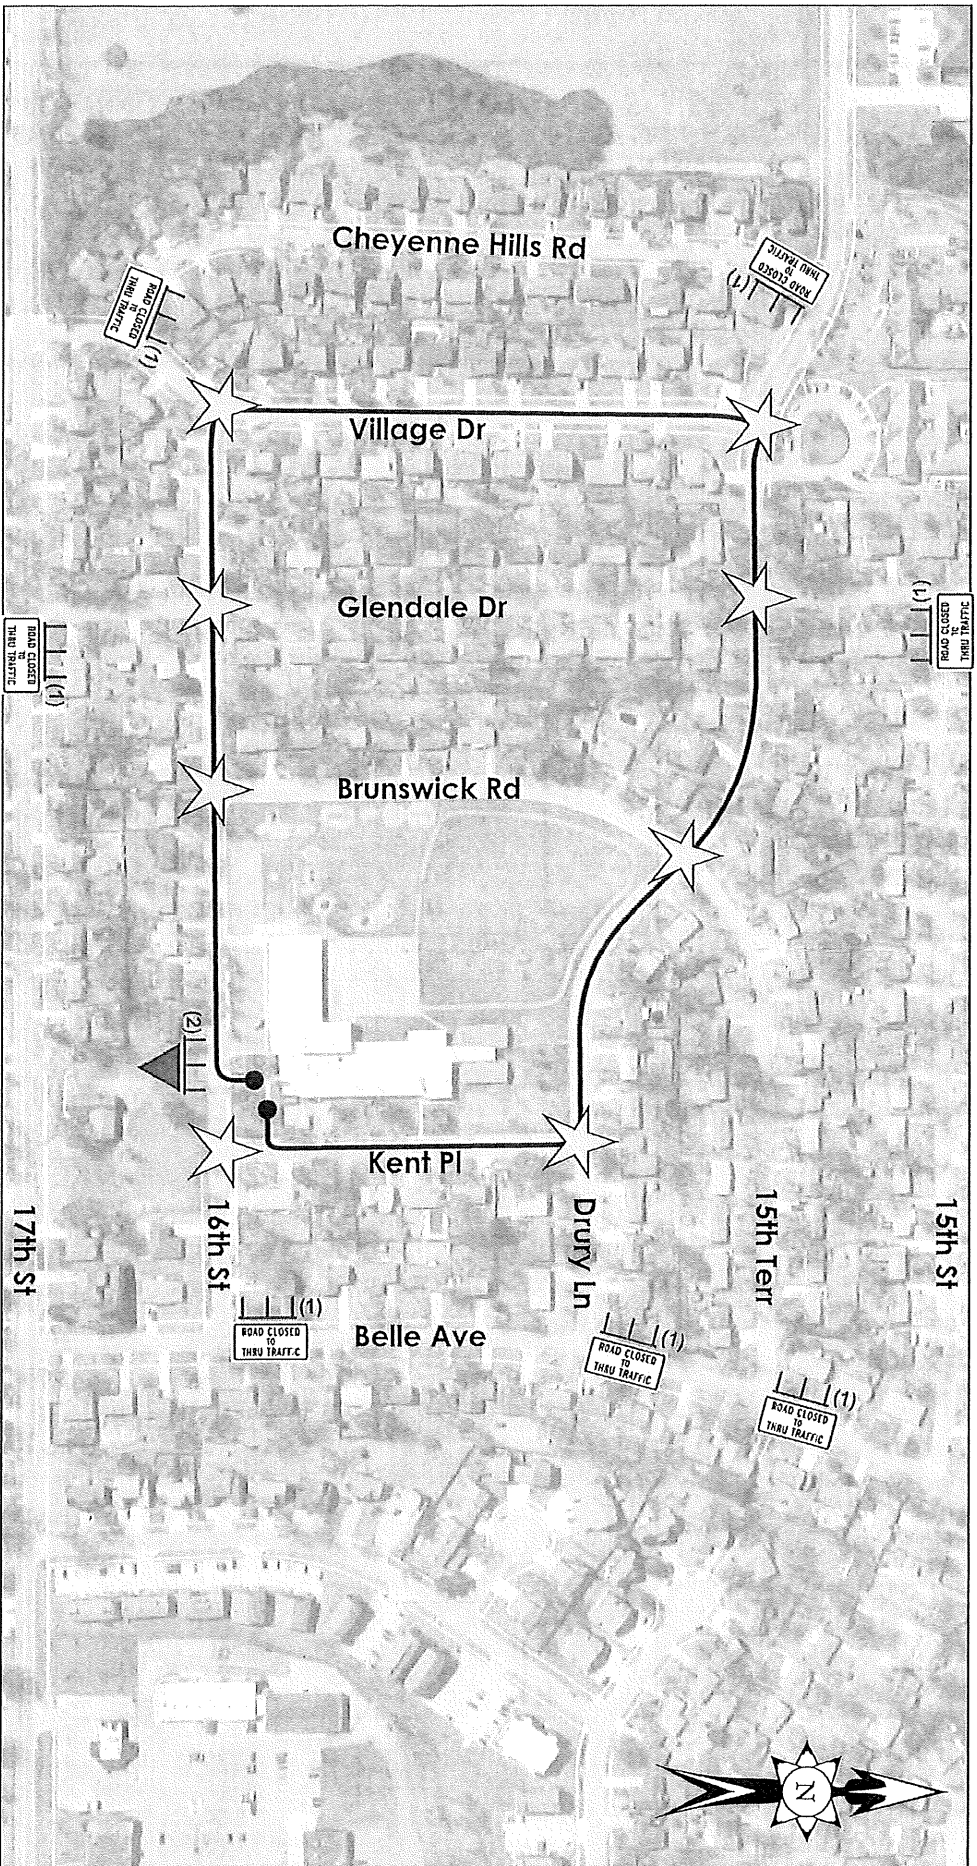 Cheyenne Hills Rd
ROAD CLOSED
TO
THRU TRAFFIC
(1)
ROAD CLOSED
TO
THRU TRAFFIC
(1)
Village Dr
Glendale Dr
ROAD CLOSED
TO
THRU TRAFFIC
(1)
ROAD CLOSED
TO
THRU TRAFFIC
(1)
Brunswick Rd
(2)
Kent Pl
17th St
16th St
Drury Ln
15th Terr
15th St
(1)
ROAD CLOSED
TO
THRU TRAFFIC
Belle Ave
(1)
ROAD CLOSED
TO
THRU TRAFFIC
(1)
ROAD CLOSED
TO
THRU TRAFFIC
N